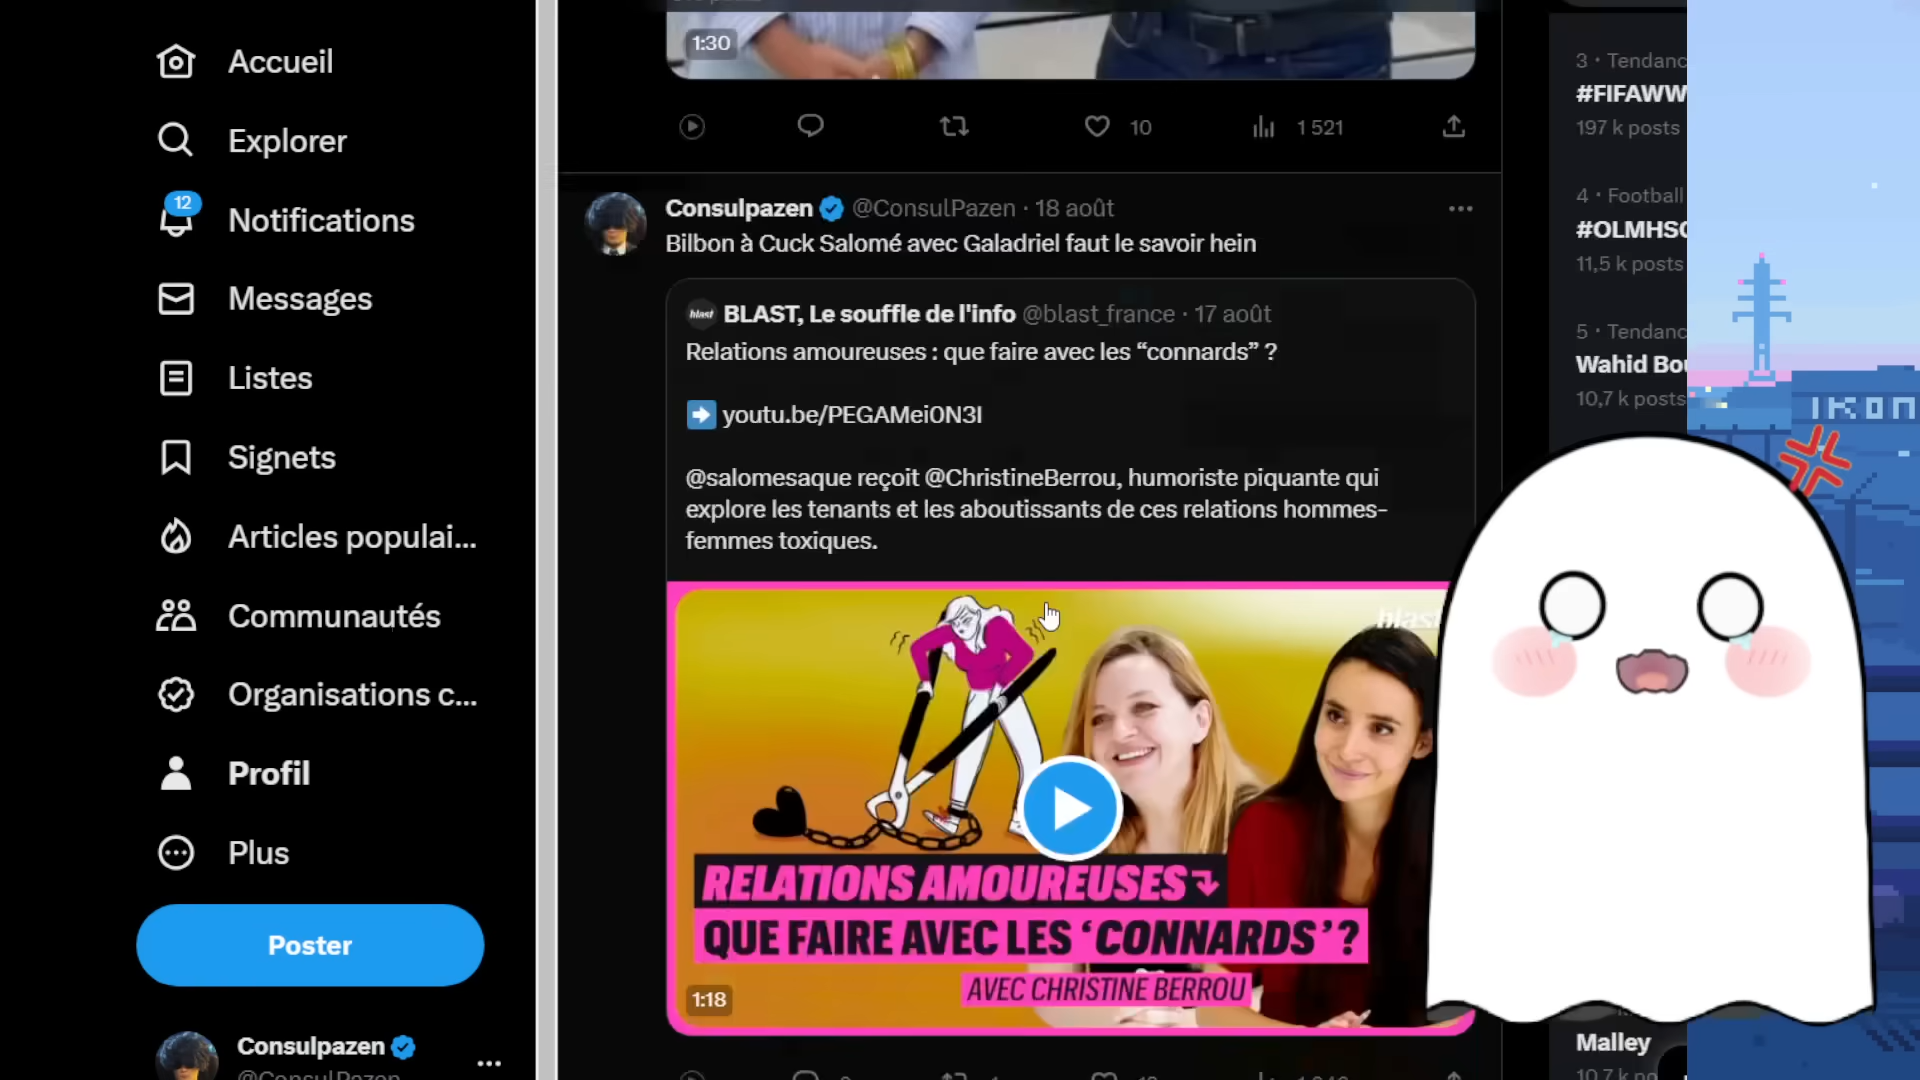 Accueil
Explorer
12
Notifications
Messages
Listes
Signets
Articles populai...
Communautés
Organisations c...
Profil
Plus
Poster
Consulpazen
@ConsulPazen
1:30
10
1 521
Consulpazen @ConsulPazen · 18 août
Bilbon à Cuck Salomé avec Galadriel faut le savoir hein
blast BLAST, Le souffle de l'info @blast_france · 17 août
Relations amoureuses : que faire avec les “connards” ?
youtu.be/PEGAMei0N3I
@salomesaque reçoit @ChristineBerrou, humoriste piquante qui
explore les tenants et les aboutissants de ces relations hommes-
femmes toxiques.
blast
RELATIONS AMOUREUSES
QUE FAIRE AVEC LES ‘CONNARDS’?
AVEC CHRISTINE BERROU
1:18
3 · Tendanc
#FIFAWW
197 k posts
4 · Football
#OLMHSC
11,5 k posts
5 · Tendanc
Wahid Bou
10,7 k posts
IKON
Malley